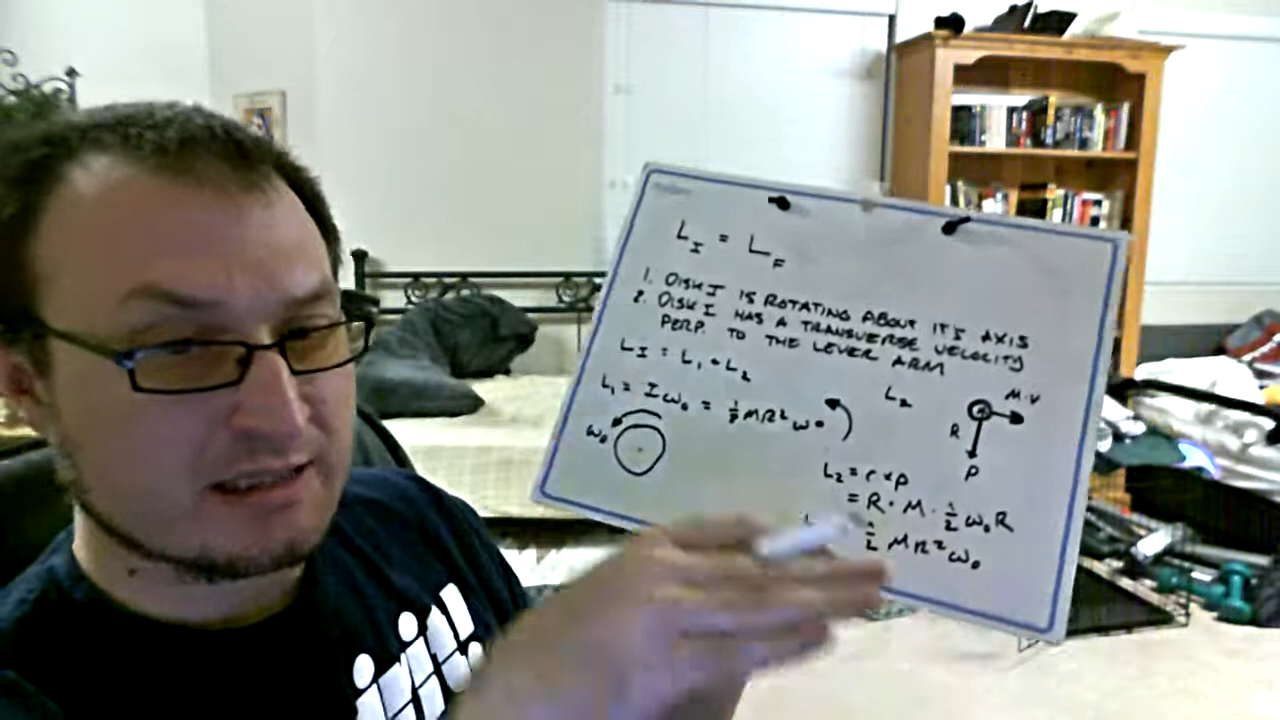 L_I = L_F
1. DISK I IS ROTATING ABOUT IT'S AXIS
2. DISK I HAS A TRANSVERSE VELOCITY
PERP. TO THE LEVER ARM
L_I = L_1 + L_2
L_1 = Iω_0 = ½MR²ω_0
ω_0
L_2
M·V
R
P
L_2 = r × p
= R · M · ½ ω_0 R
½ MR²ω_0